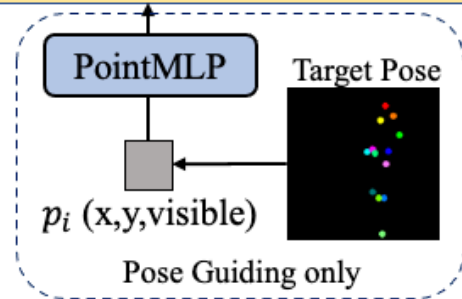 PointMLP
Target Pose
p_i (x,y,visible)
Pose Guiding only